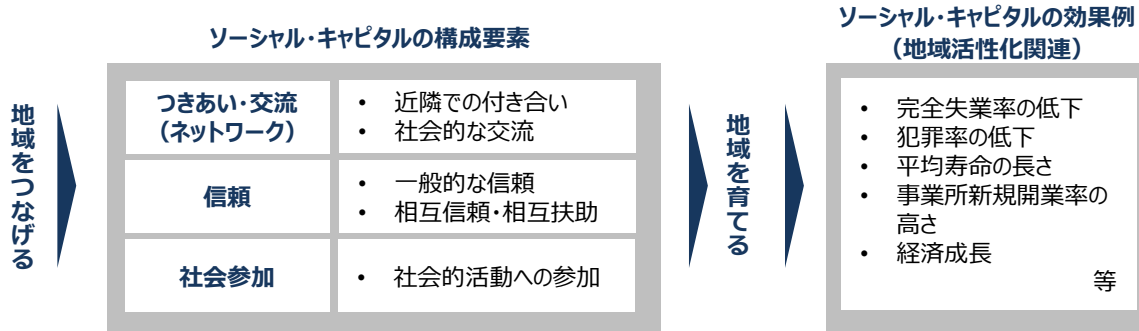 ソーシャル・キャピタルの構成要素
ソーシャル・キャピタルの効果例
（地域活性化関連）
地域をつなげる
つきあい・交流
（ネットワーク）
• 近隣での付き合い
• 社会的な交流
信頼
• 一般的な信頼
• 相互信頼・相互扶助
社会参加
• 社会的活動への参加
地域を育てる
• 完全失業率の低下
• 犯罪率の低下
• 平均寿命の長さ
• 事業所新規開業率の
高さ
• 経済成長
等